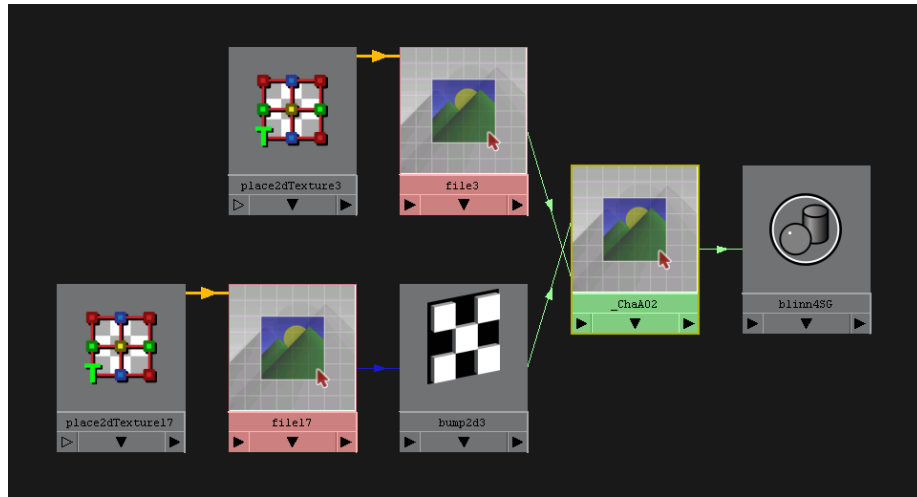 place2dTexture3
file3
_ChaA02
blinn4SG
place2dTexture17
file17
bump2d3